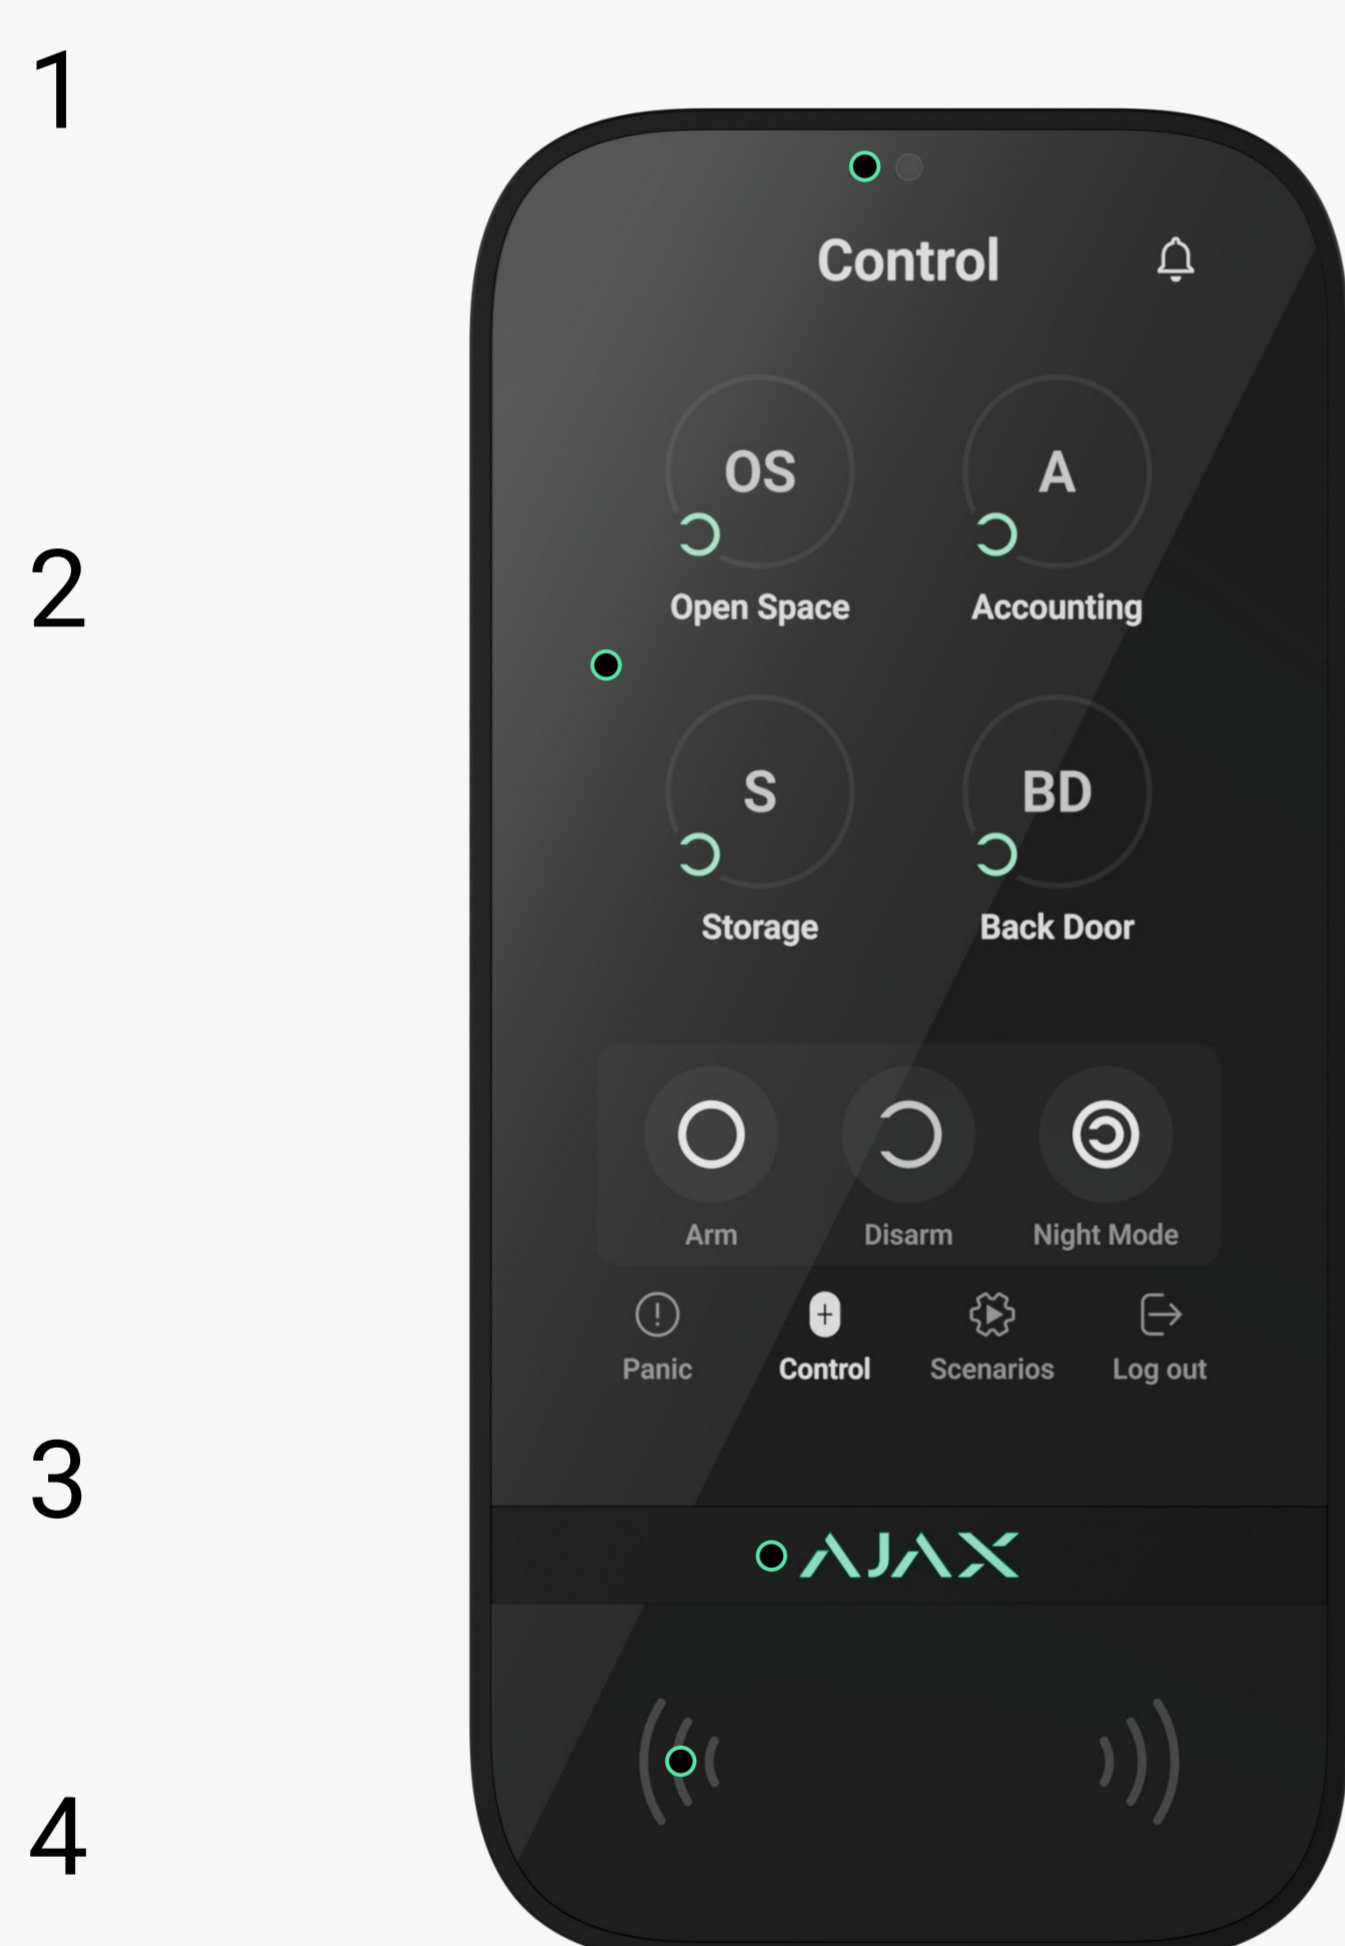 1
Control
OS
A
Open Space
Accounting
2
S
BD
Storage
Back Door
Arm
Disarm
Night Mode
Panic
Control
Scenarios
Log out
3
AJAX
4